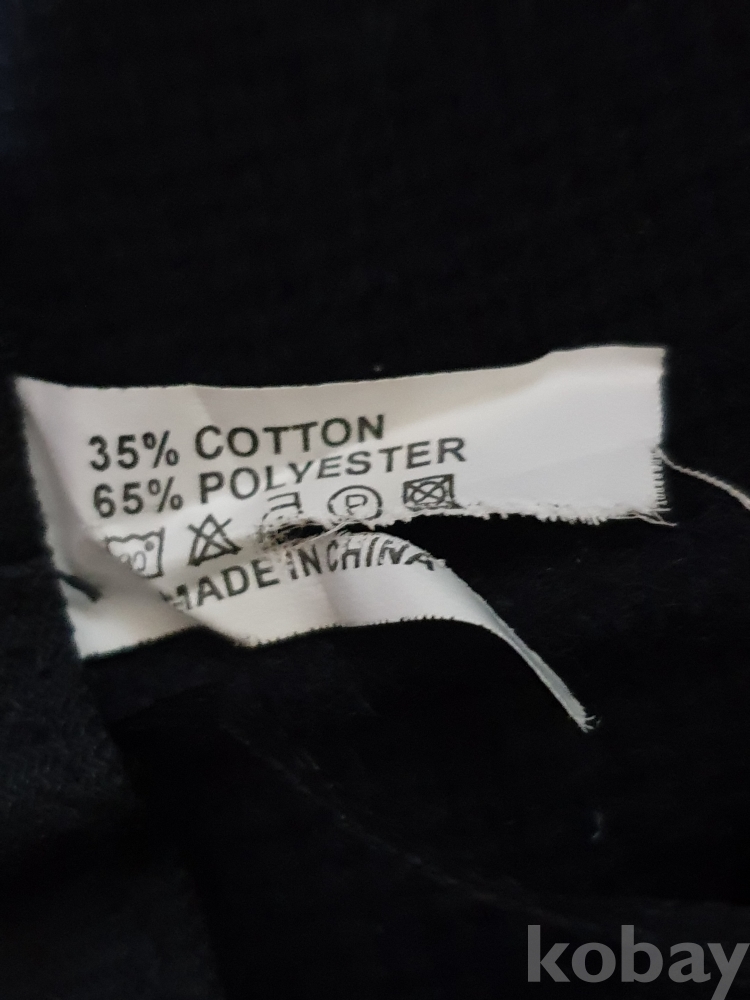 35% COTTON
65% POLYESTER
P
MADE IN CHINA
kobay